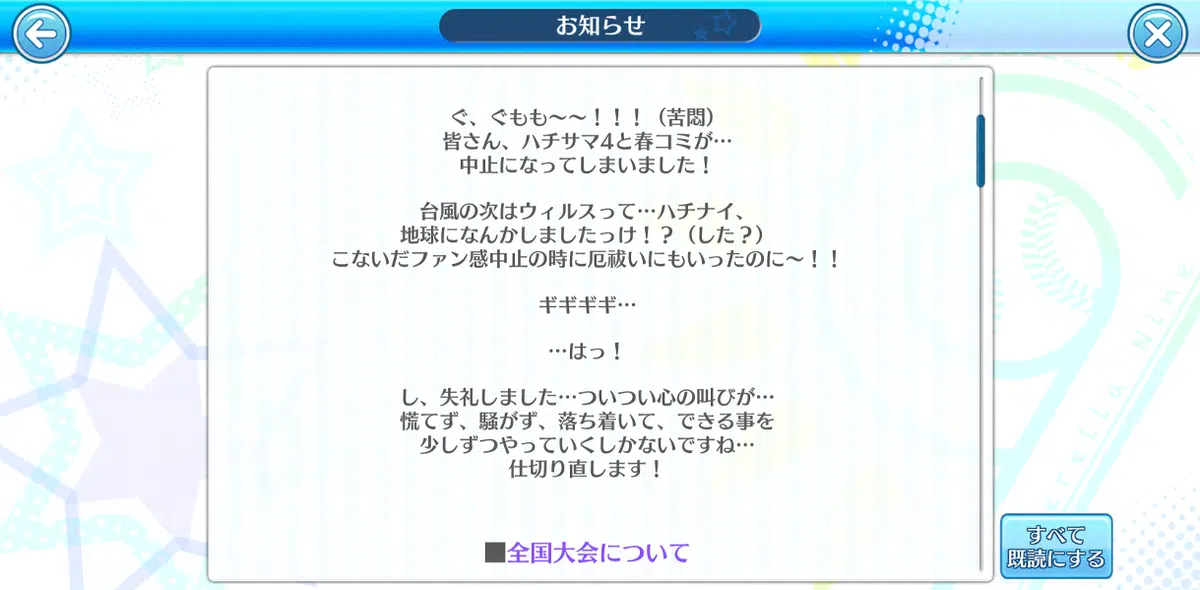 お知らせ
ぐ、ぐもも〜〜！！！（苦悶）
皆さん、ハチサマ4と春コミが…
中止になってしまいました！
台風の次はウィルスって…ハチナイ、
地球になんかしましたっけ！？（した？）
こないだファン感中止の時に厄祓いにもいったのに〜！！
ギギギギ…
…はっ！
し、失礼しました…ついつい心の叫びが…
慌てず、騒がず、落ち着いて、できる事を
少しずつやっていくしかないですね…
仕切り直します！
■全国大会について
すべて
既読にする